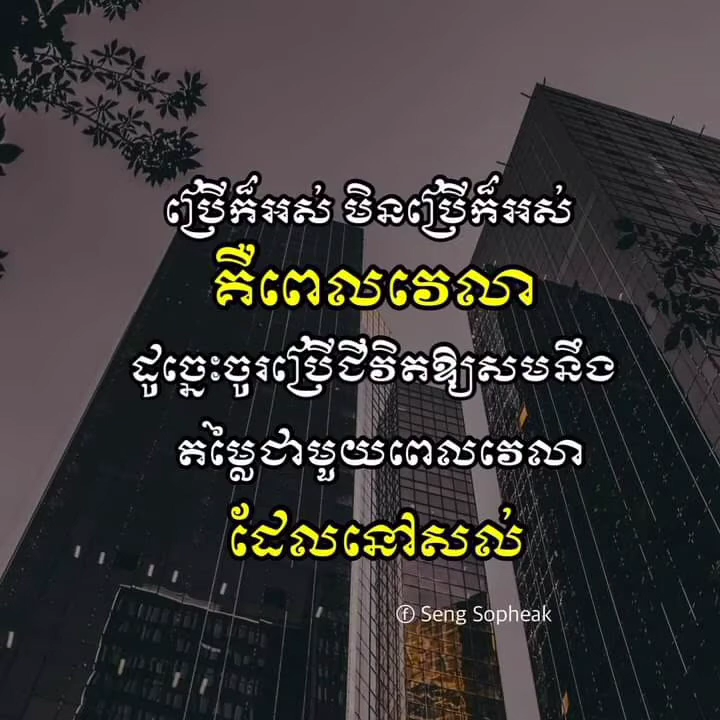 ប្រើក៏អស់ មិនប្រើក៏អស់
គឺពេលវេលា
ដូច្នេះចូរប្រើជីវិតឱ្យសមនឹង
តម្លៃជាមួយពេលវេលា
ដែលនៅសល់
ⓕ Seng Sopheak